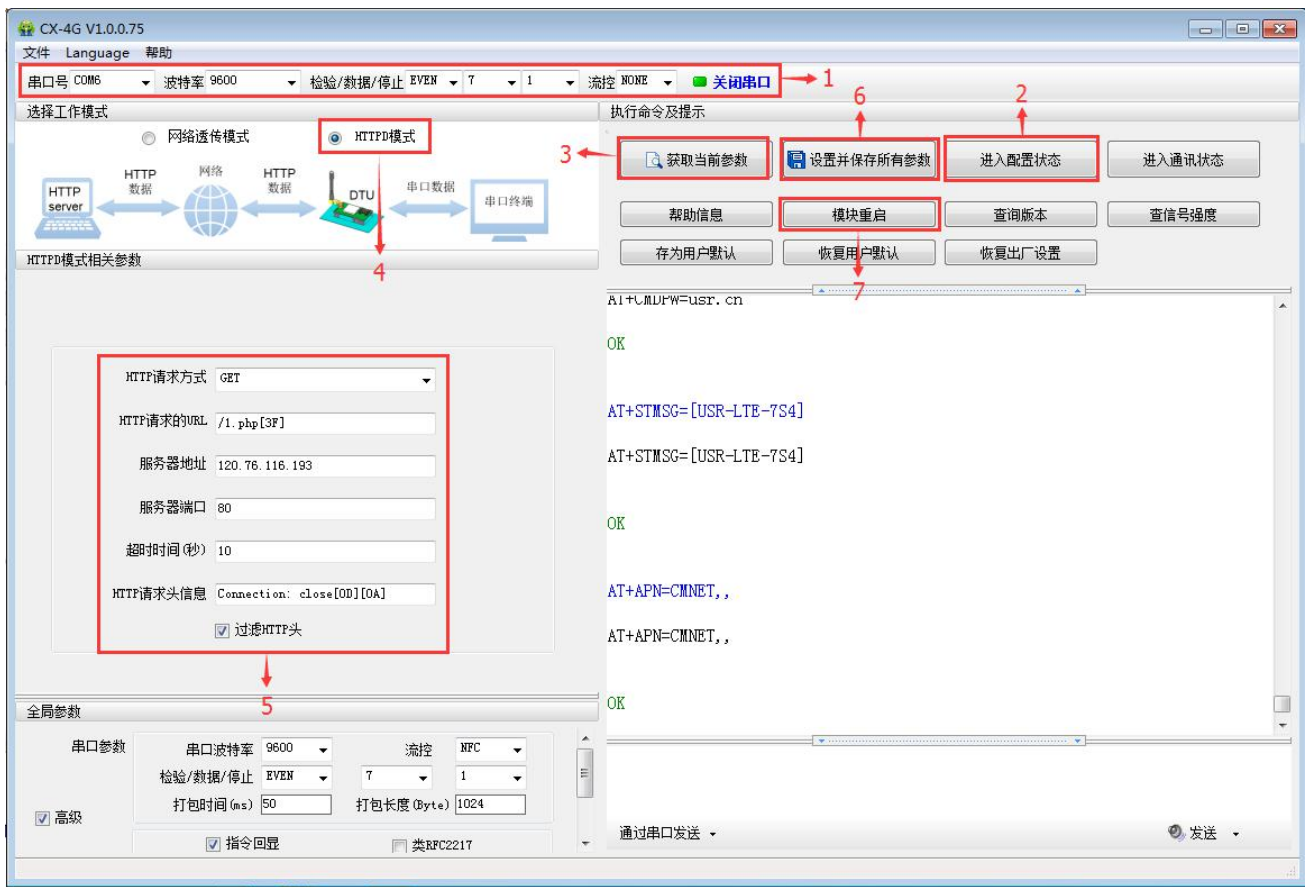 CX-4G V1.0.0.75
文件 Language 帮助
串口号 COM6 波特率 9600 检验/数据/停止 EVEN 7 1 流控 NONE 关闭串口 1
选择工作模式
网络透传模式 HTTPD模式
HTTP server
HTTP 数据
网络
HTTP 数据
DTU
串口数据
串口终端
4
HTTPD模式相关参数
HTTP请求方式 GET
HTTP请求的URL /1.php[3F]
服务器地址 120.76.116.193
服务器端口 80
超时时间(秒) 10
HTTP请求头信息 Connection: close[0D][0A]
过滤HTTP头
5
全局参数
串口参数
串口波特率 9600 流控 NFC
检验/数据/停止 EVEN 7 1
打包时间(ms) 50 打包长度(Byte) 1024
高级
指令回显 类RFC2217
执行命令及提示
6 2
3 获取当前参数 设置并保存所有参数 进入配置状态 进入通讯状态
帮助信息 模块重启 查询版本 查信号强度
存为用户默认 恢复用户默认 恢复出厂设置
7
AT+CMDPW=usr.cn
OK
AT+STMSG=[USR-LTE-7S4]
AT+STMSG=[USR-LTE-7S4]
OK
AT+APN=CMNET,,
AT+APN=CMNET,,
OK
通过串口发送 发送